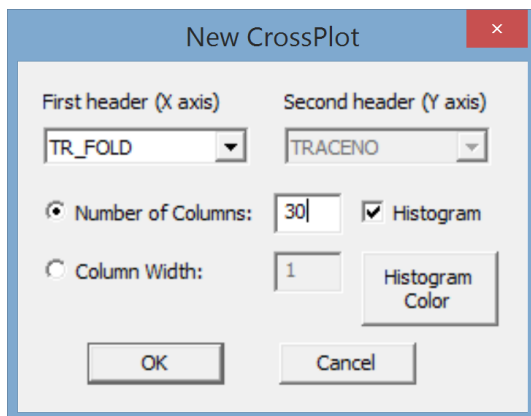 New CrossPlot
×
First header (X axis) Second header (Y axis)
TR_FOLD TRACENO
Number of Columns: 30 Histogram
Column Width: 1 Histogram Color
OK Cancel